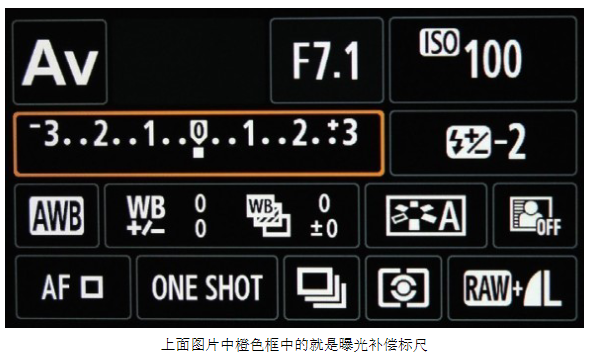 Av F7.1 ISO 100
-3..2..1..0..1..2..+3 -2
AWB WB +/- 0 0 WB 0 ±0 A OFF
AF ONE SHOT RAW+L
上面图片中橙色框中的就是曝光补偿标尺